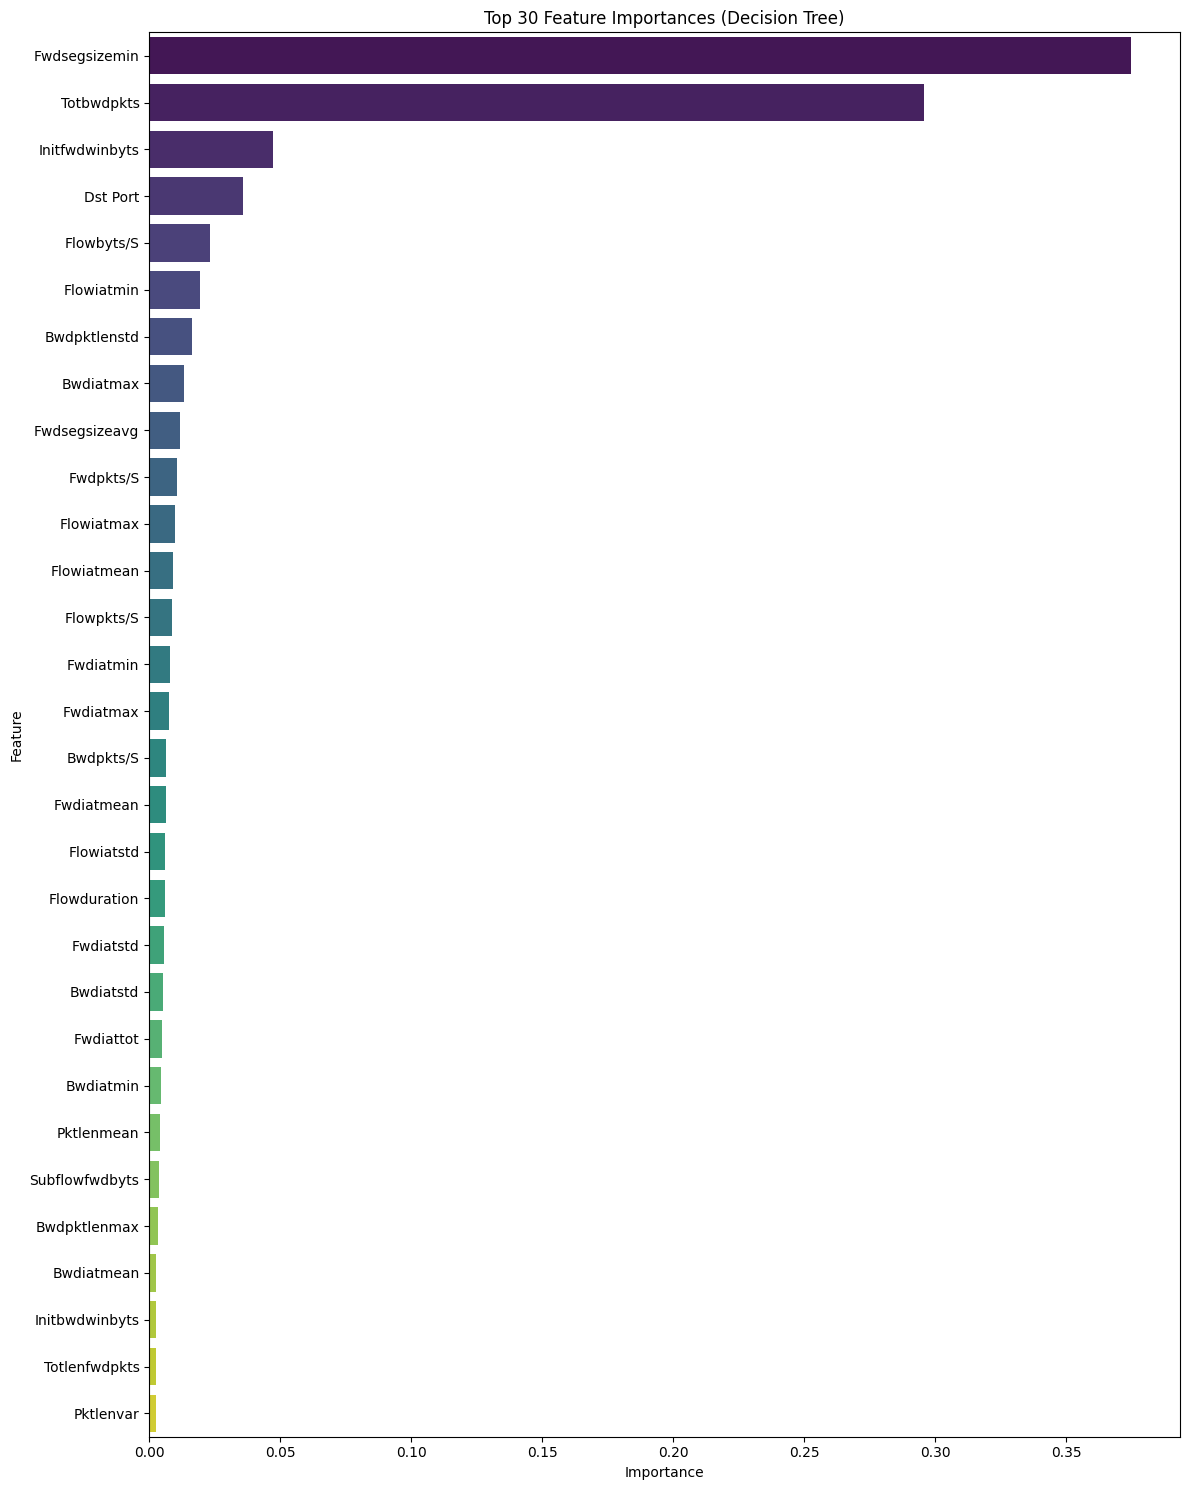 Top 30 Feature Importances (Decision Tree)
Fwdsegsizemin
Totbwdpkts
Initfwdwinbyts
Dst Port
Flowbyts/S
Flowiatmin
Bwdpktlenstd
Bwdiatmax
Fwdsegsizeavg
Fwdpkts/S
Flowiatmax
Flowiatmean
Flowpkts/S
Fwdiatmin
Fwdiatmax
Bwdpkts/S
Fwdiatmean
Flowiatstd
Flowduration
Fwdiatstd
Bwdiatstd
Fwdiattot
Bwdiatmin
Pktlenmean
Subflowfwdbyts
Bwdpktlenmax
Bwdiatmean
Initbwdwinbyts
Totlenfwdpkts
Pktlenvar
Feature
0.00 0.05 0.10 0.15 0.20 0.25 0.30 0.35
Importance